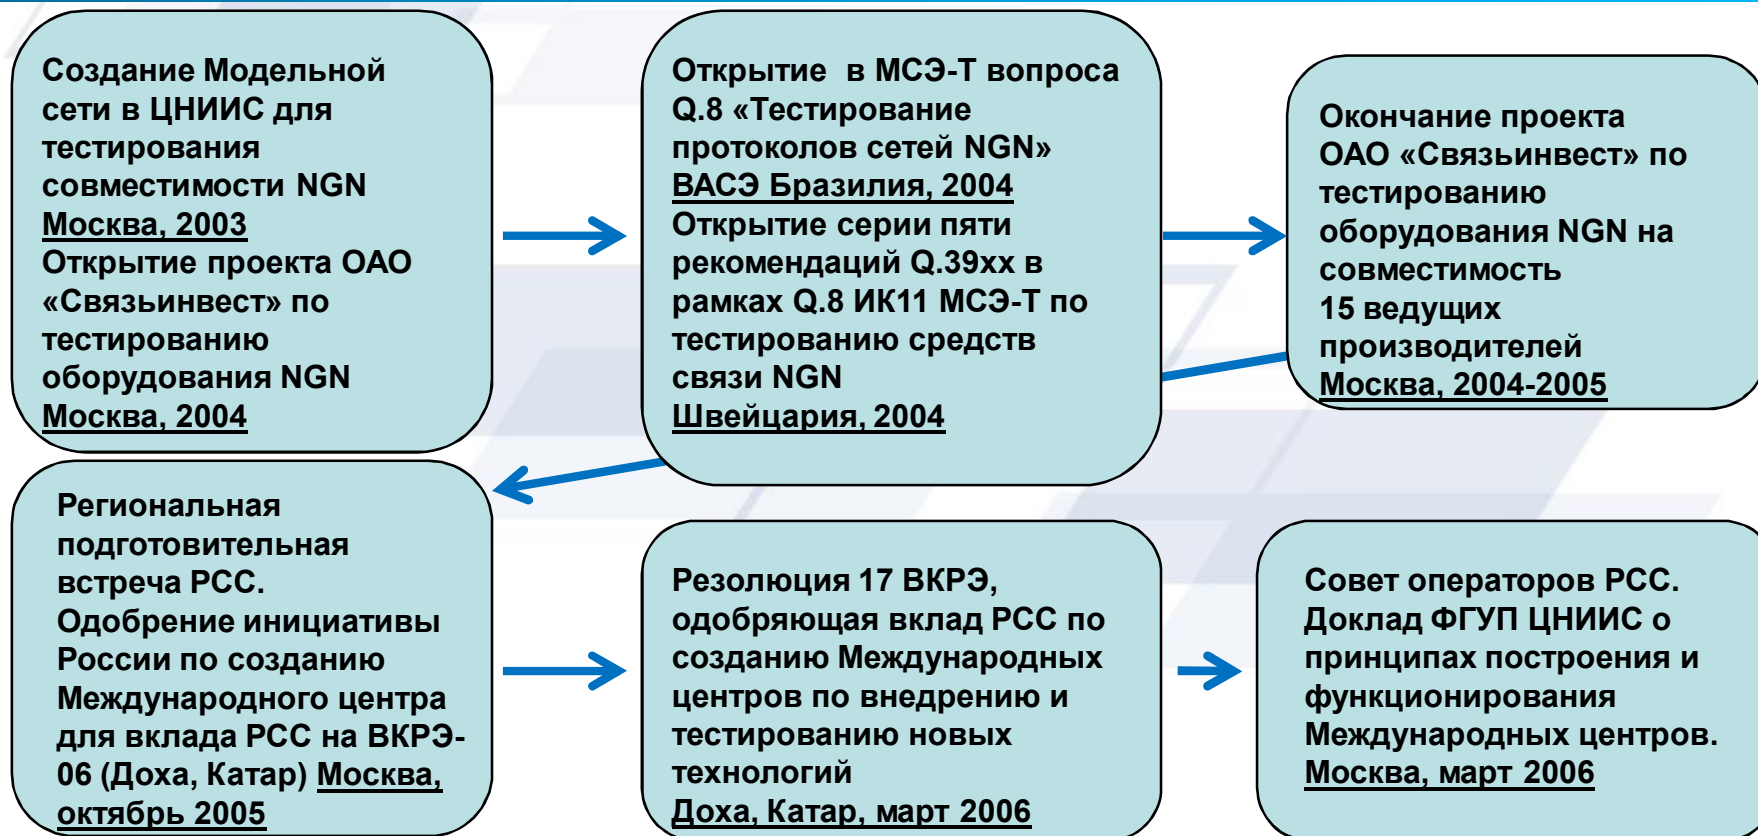 Создание Модельной
сети в ЦНИИС для
тестирования
совместимости NGN
Москва, 2003
Открытие проекта ОАО
«Связьинвест» по
тестированию
оборудования NGN
Москва, 2004
Открытие в МСЭ-Т вопроса
Q.8 «Тестирование
протоколов сетей NGN»
ВАСЭ Бразилия, 2004
Открытие серии пяти
рекомендаций Q.39xx в
рамках Q.8 ИК11 МСЭ-Т по
тестированию средств
связи NGN
Швейцария, 2004
Окончание проекта
ОАО «Связьинвест» по
тестированию
оборудования NGN на
совместимость
15 ведущих
производителей
Москва, 2004-2005
Региональная
подготовительная
встреча РСС.
Одобрение инициативы
России по созданию
Международного центра
для вклада РСС на ВКРЭ-
06 (Доха, Катар) Москва,
октябрь 2005
Резолюция 17 ВКРЭ,
одобряющая вклад РСС по
созданию Международных
центров по внедрению и
тестированию новых
технологий
Доха, Катар, март 2006
Совет операторов РСС.
Доклад ФГУП ЦНИИС о
принципах построения и
функционирования
Международных центров.
Москва, март 2006